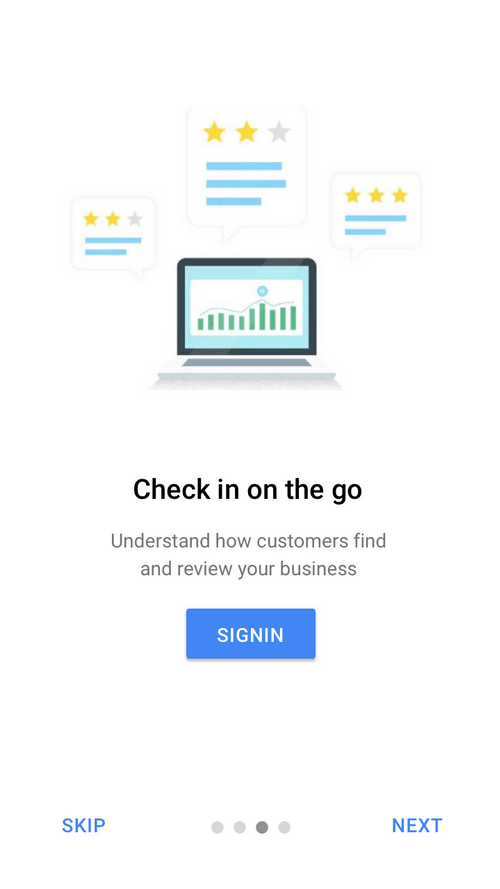 Check in on the go
Understand how customers find
and review your business
SIGNIN
SKIP
NEXT